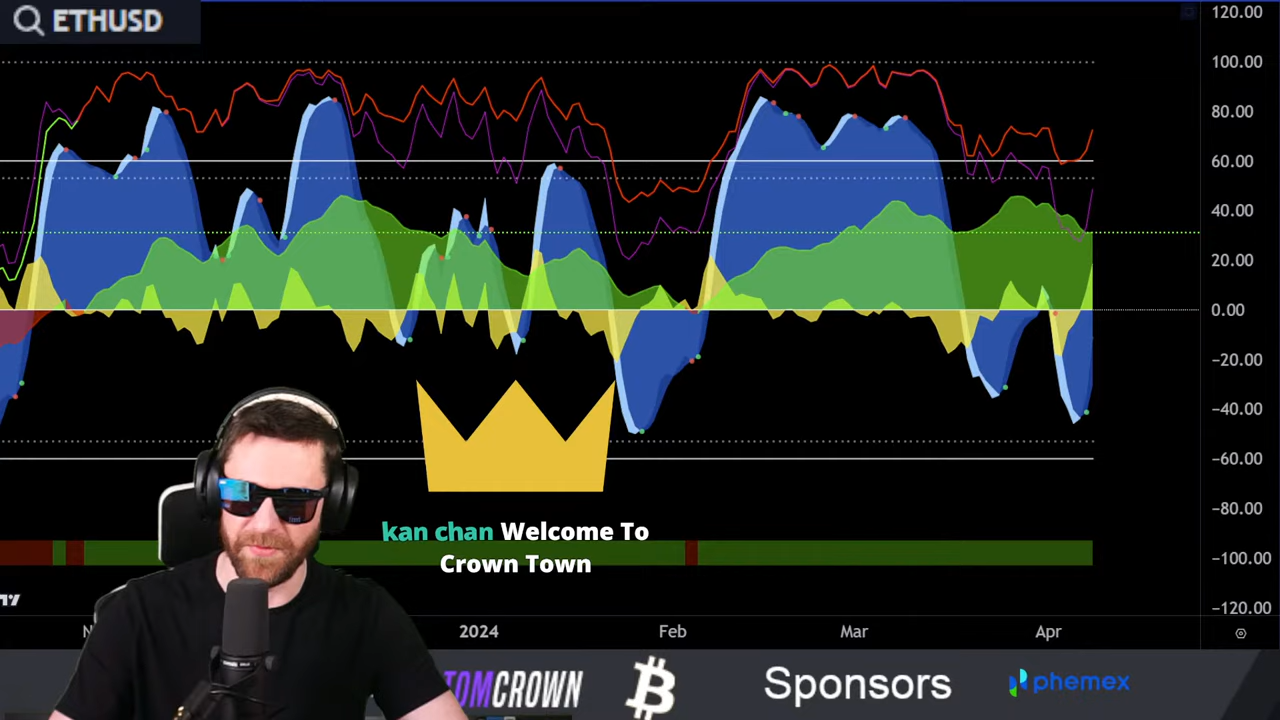 ETHUSD
120.00
100.00
80.00
60.00
40.00
20.00
0.00
−20.00
−40.00
−60.00
−80.00
−100.00
−120.00
kan chan Welcome To
Crown Town
2024
Feb
Mar
Apr
TOMCROWN
Sponsors
phemex